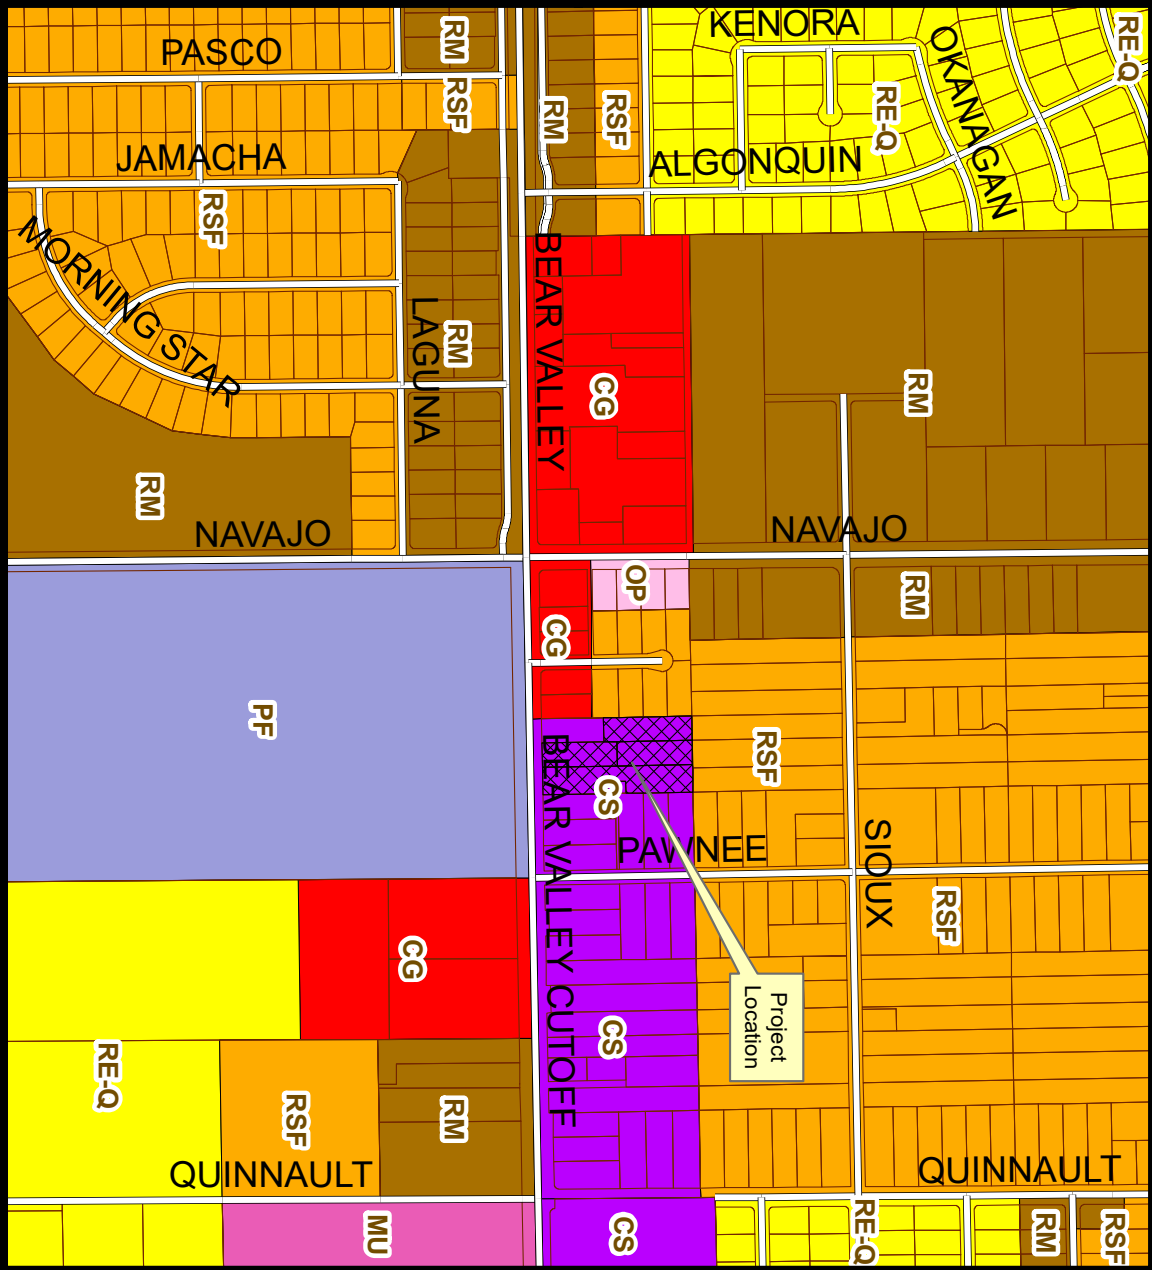 KENORA
PASCO
RM
RE-Q
OKANAGAN
RSF
RM
RSF
RE-Q
JAMACHA
ALGONQUIN
RSF
MORNING STAR
BEAR VALLEY
LAGUNA
RM
CG
RM
RM
NAVAJO
NAVAJO
OP
RM
CG
PF
RSF
BEAR VALLEY CUTOFF
CS
PAWNEE
SIOUX
RSF
CG
Project
Location
CS
RE-Q
RSF
RM
QUINNAULT
QUINNAULT
MU
CS
RE-Q
RM
RSF